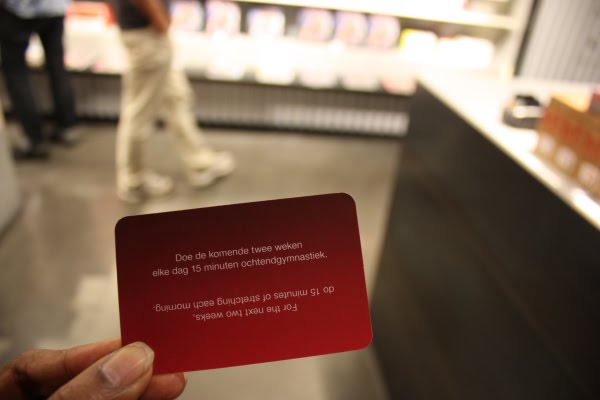 Doe de komende twee weken
elke dag 15 minuten ochtendgymnastiek.
For the next two weeks,
do 15 minutes of stretching each morning.